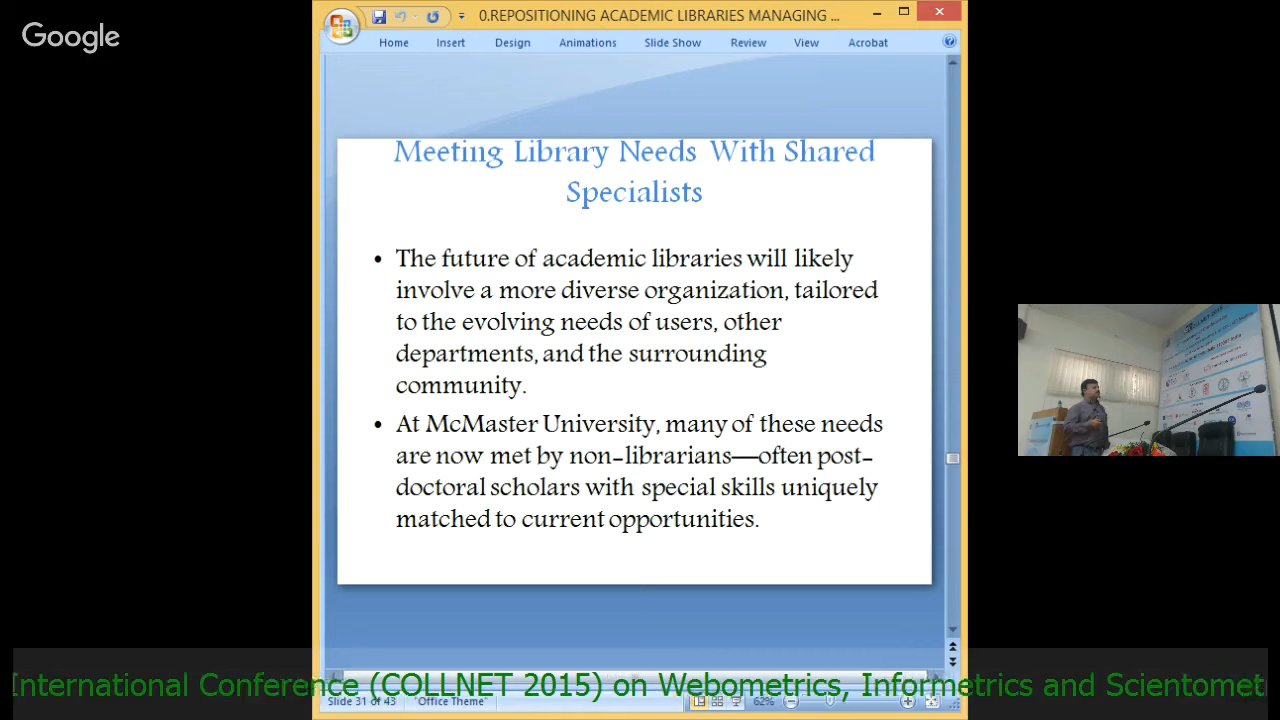 Google
0.REPOSITIONING ACADEMIC LIBRARIES MANAGING ...
Home Insert Design Animations Slide Show Review View Acrobat
Meeting Library Needs With Shared
Specialists
• The future of academic libraries will likely
involve a more diverse organization, tailored
to the evolving needs of users, other
departments, and the surrounding
community.
• At McMaster University, many of these needs
are now met by non-librarians—often post-
doctoral scholars with special skills uniquely
matched to current opportunities.
International Conference (COLLNET 2015) on Webometrics, Informetrics and Scientomet
Slide 31 of 43 "Office Theme" 62%